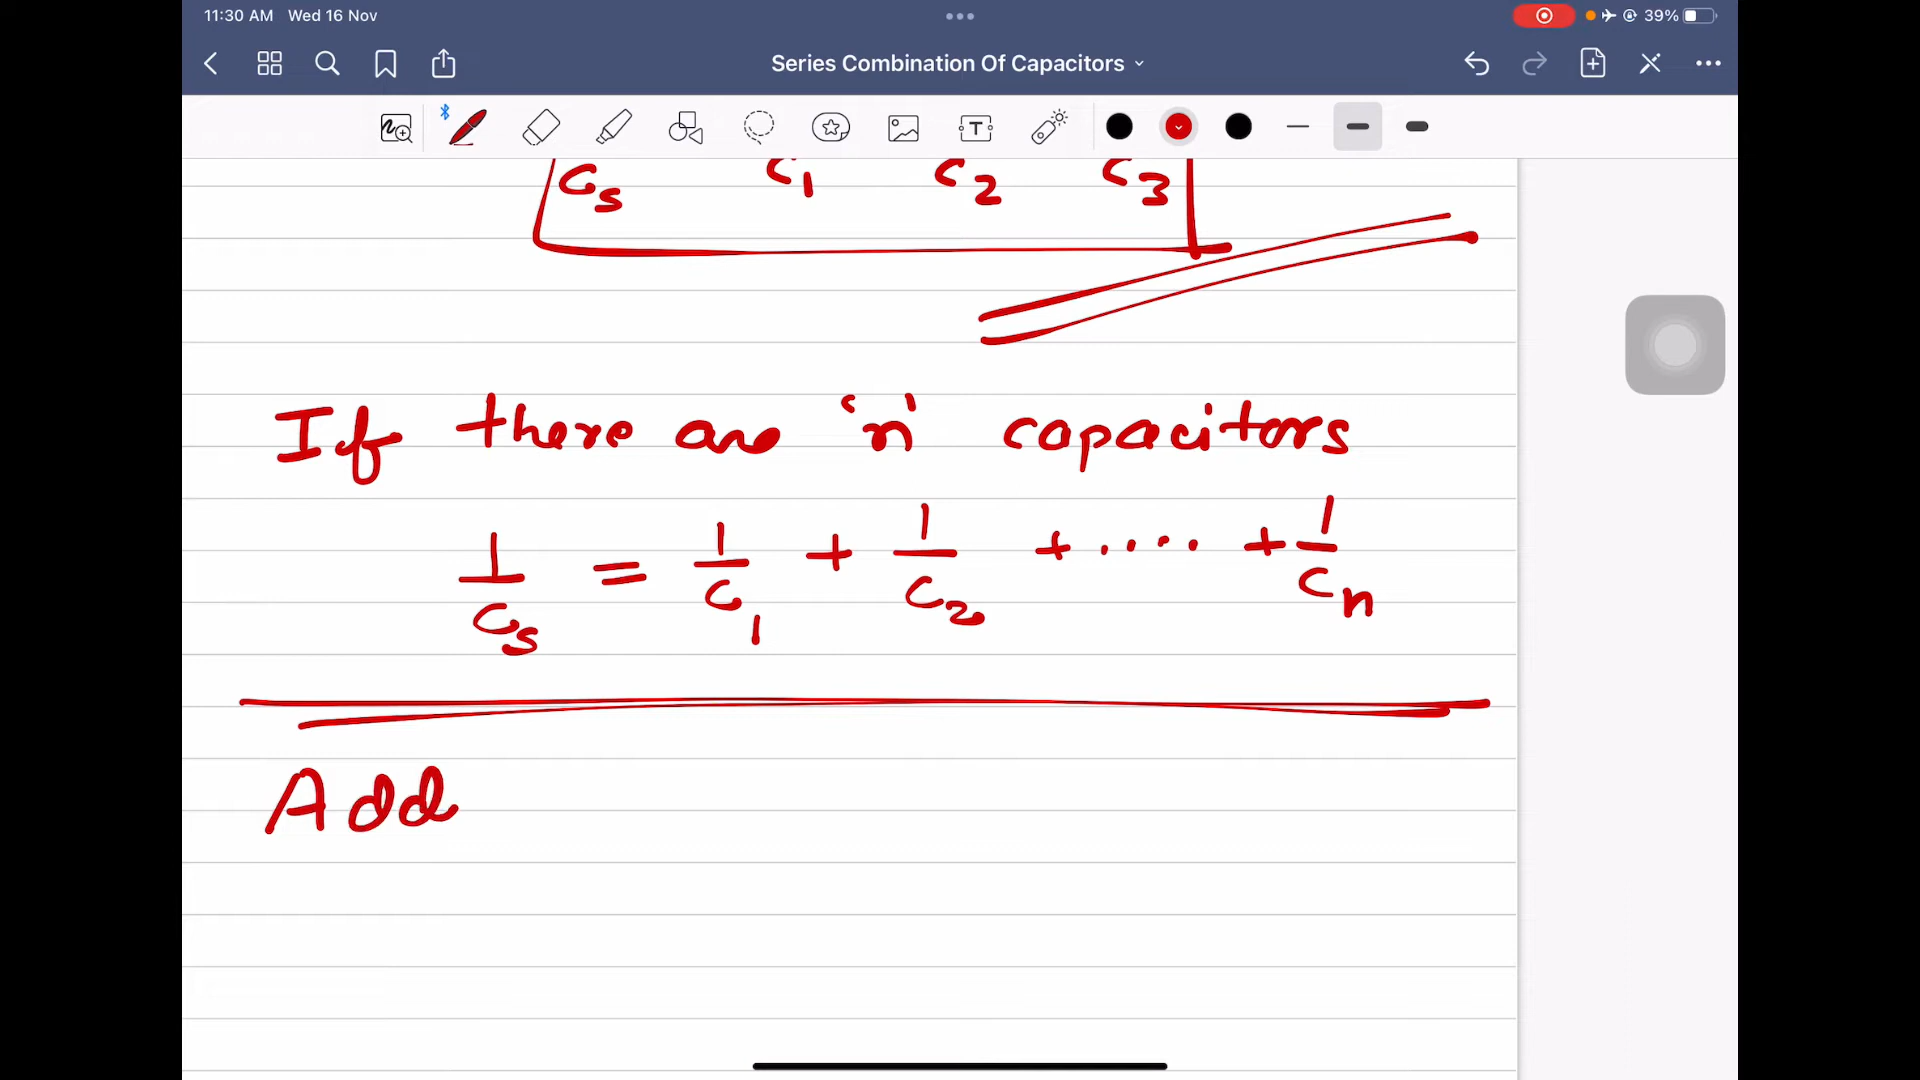 11:30 AM Wed 16 Nov
39%
Series Combination Of Capacitors
T
Cs C1 C2 C3
If there are 'n' capacitors
1/Cs = 1/C1 + 1/C2 + ..... + 1/Cn
Add